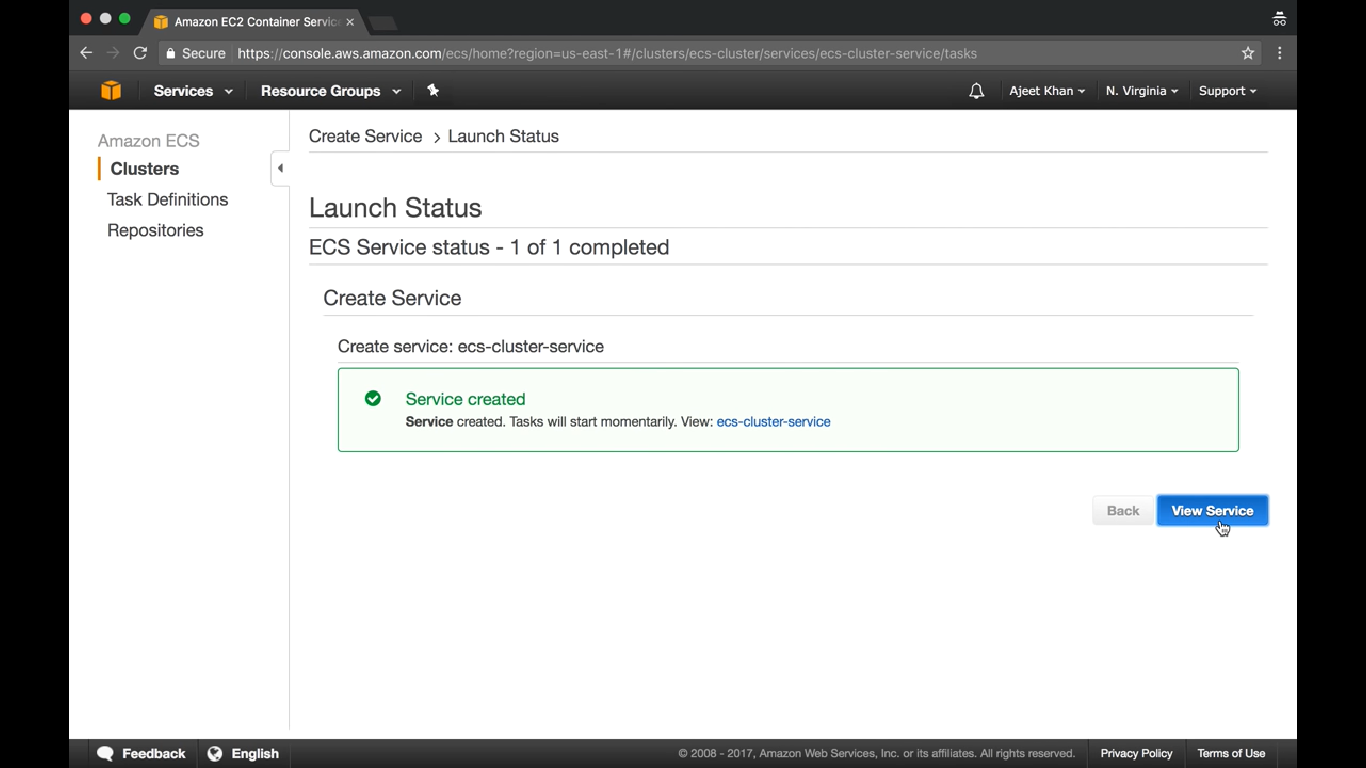 Amazon EC2 Container Service
Secure https://console.aws.amazon.com/ecs/home?region=us-east-1#/clusters/ecs-cluster/services/ecs-cluster-service/tasks
Services Resource Groups Ajeet Khan N. Virginia Support
Amazon ECS
Clusters
Task Definitions
Repositories
Create Service > Launch Status
Launch Status
ECS Service status - 1 of 1 completed
Create Service
Create service: ecs-cluster-service
Service created
Service created. Tasks will start momentarily. View: ecs-cluster-service
Back View Service
Feedback English © 2008 - 2017, Amazon Web Services, Inc. or its affiliates. All rights reserved. Privacy Policy Terms of Use